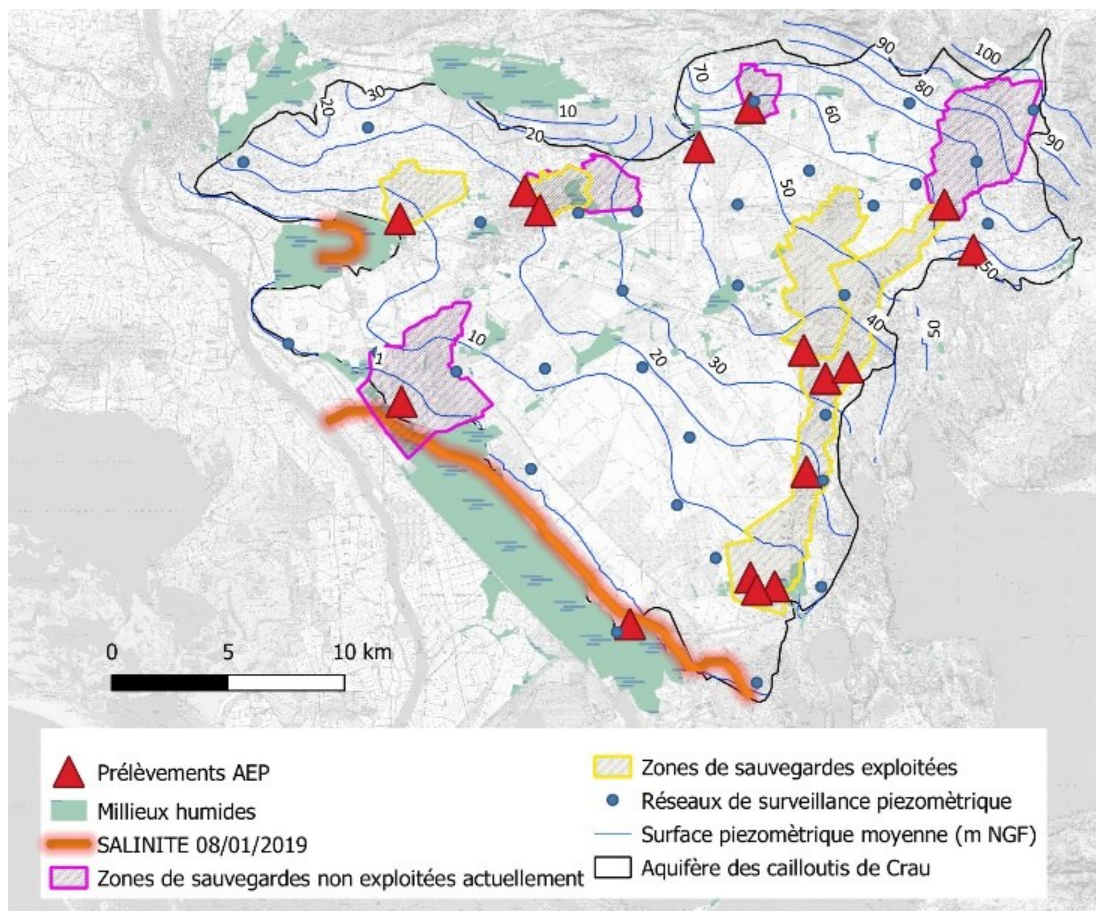 90
100
70
80
30
20
10
60
20
90
50
50
40
50
1
10
30
20
0 5 10 km
Prélèvements AEP
Millieux humides
SALINITE 08/01/2019
Zones de sauvegardes non exploitées actuellement
Zones de sauvegardes exploitées
Réseaux de surveillance piezomètrique
Surface piezomètrique moyenne (m NGF)
Aquifère des cailloutis de Crau